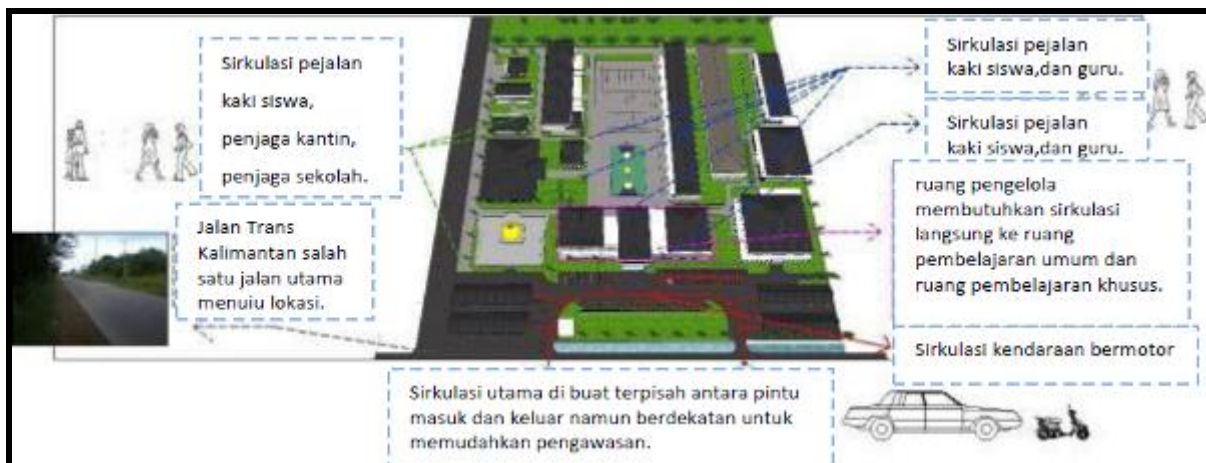 Sirkulasi pejalan
kaki siswa,
penjaga kantin,
penjaga sekolah.
Jalan Trans
Kalimantan salah
satu jalan utama
menuiu lokasi.
Sirkulasi pejalan
kaki siswa,dan guru.
Sirkulasi pejalan
kaki siswa,dan guru.
ruang pengelola
membutuhkan sirkulasi
langsung ke ruang
pembelajaran umum dan
ruang pembelajaran khusus.
Sirkulasi kendaraan bermotor
Sirkulasi utama di buat terpisah antara pintu
masuk dan keluar namun berdekatan untuk
memudahkan pengawasan.